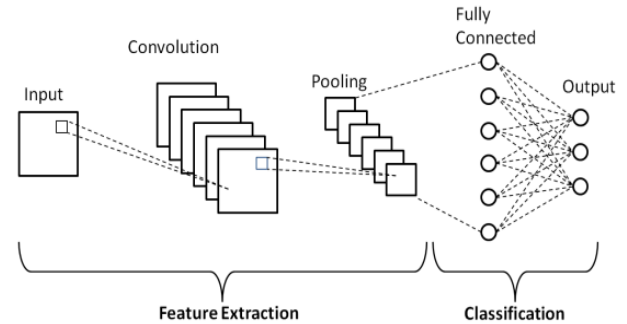 Fully
Connected
Convolution
Pooling
Input
Output
Feature Extraction
Classification